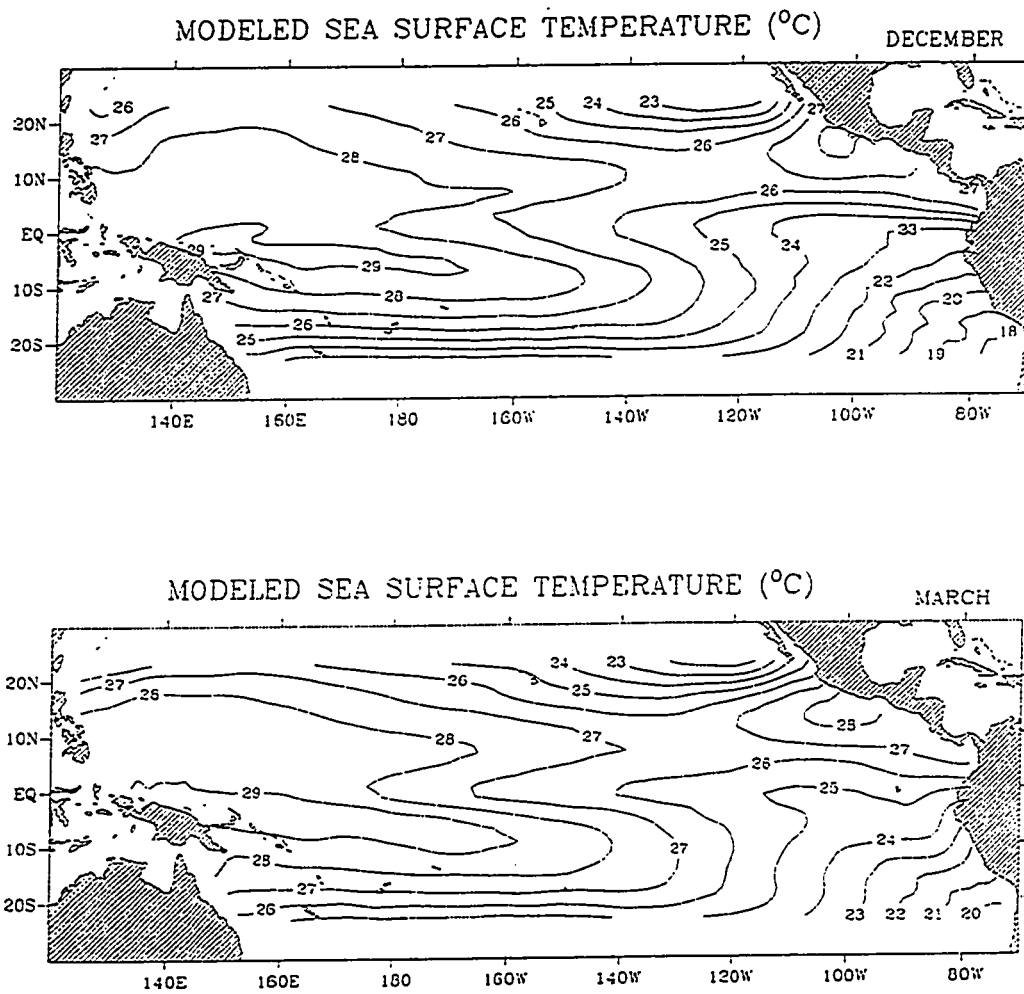 MODELED SEA SURFACE TEMPERATURE (°C)
DECEMBER
26
25
24
23
27
20N
27
27
26
26
28
10N
26
27
EQ
29
25
24
33
29
22
10S
27
28
20
26
18
20S
25
21
19
140E
160E
180
160W
140W
120W
100W
80W
MODELED SEA SURFACE TEMPERATURE (°C)
MARCH
24
23
20N
27
26
26
25
28
10N
28
27
27
26
EQ
29
25
24
10S
28
27
27
20S
26
23
22
21
20
140E
160E
180
160W
140W
120W
100W
80W